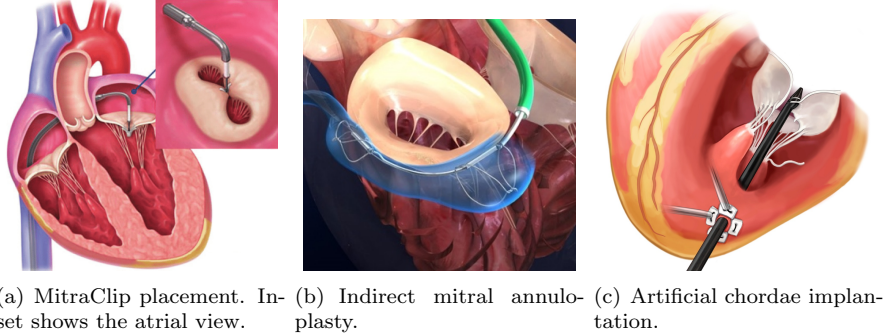 (a) MitraClip placement. In-
set shows the atrial view.
(b) Indirect mitral annulo-
plasty.
(c) Artificial chordae implan-
tation.